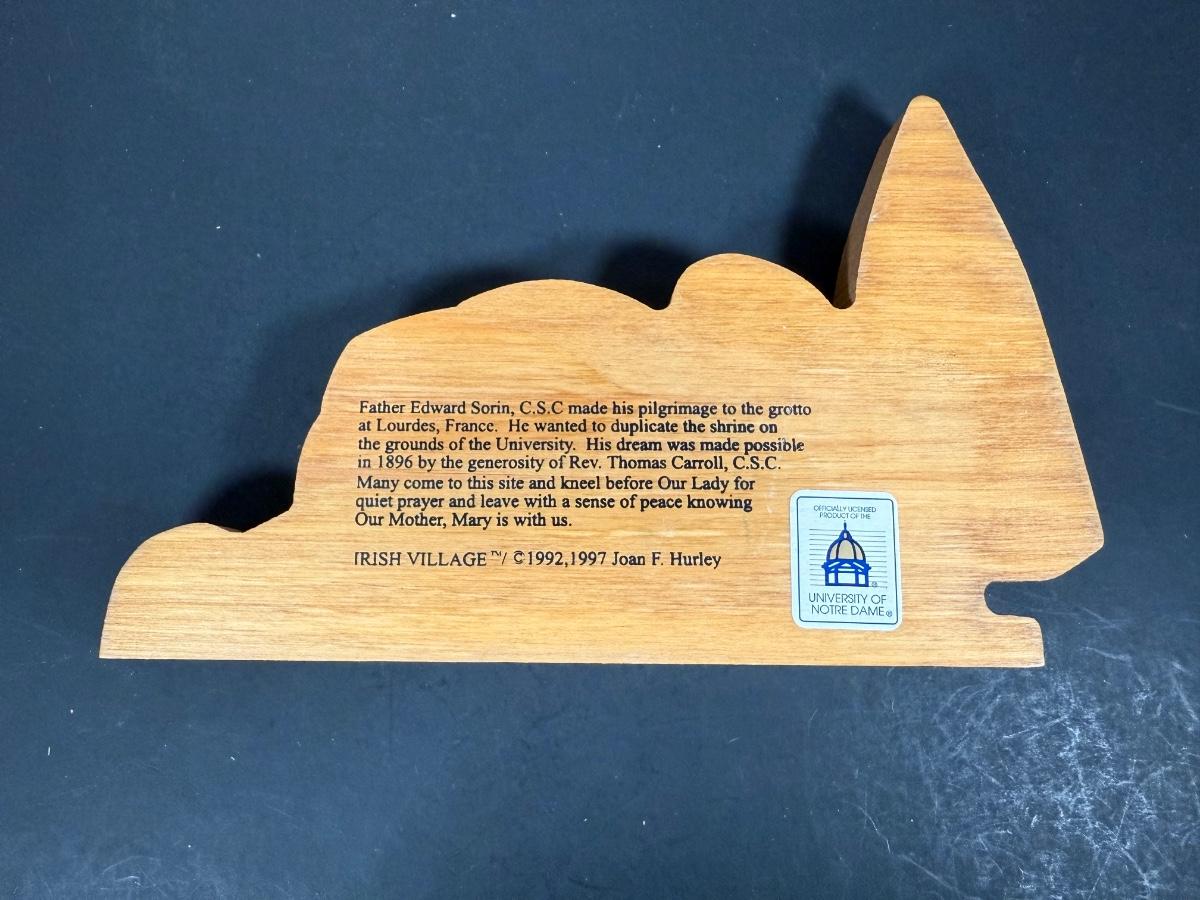 Father Edward Sorin, C.S.C made his pilgrimage to the grotto
at Lourdes, France. He wanted to duplicate the shrine on
the grounds of the University. His dream was made possible
in 1896 by the generosity of Rev. Thomas Carroll, C.S.C.
Many come to this site and kneel before Our Lady for
quiet prayer and leave with a sense of peace knowing
Our Mother, Mary is with us.
IRISH VILLAGE™/ ©1992,1997 Joan F. Hurley
OFFICIALLY LICENSED
PRODUCT OF THE
®
UNIVERSITY OF
NOTRE DAME®